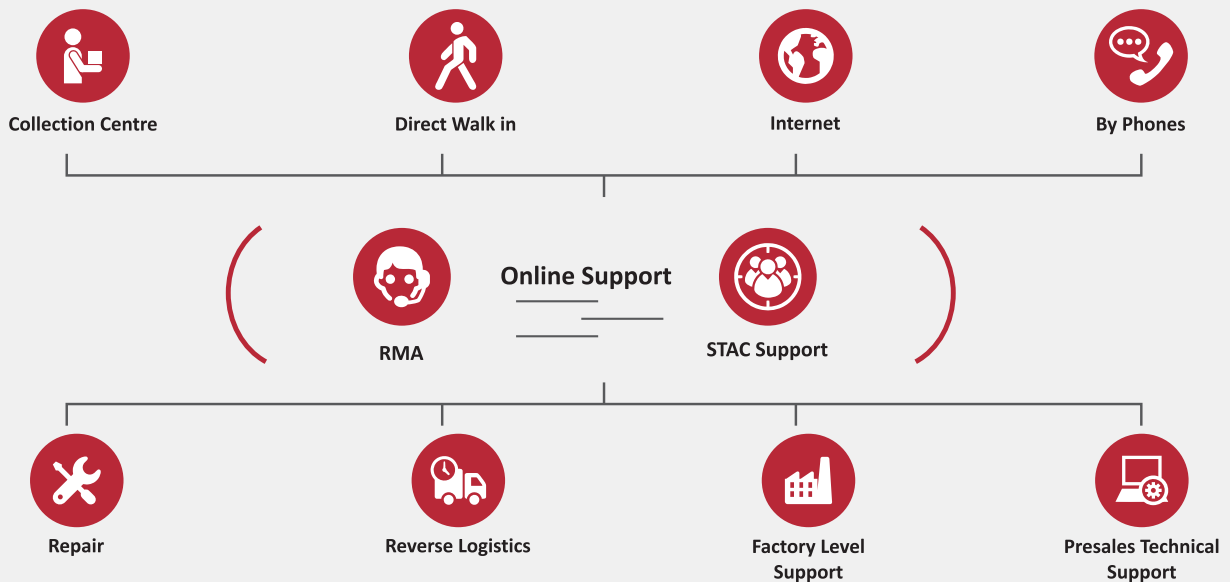 Collection Centre
Direct Walk in
Internet
By Phones
Online Support
RMA
STAC Support
Repair
Reverse Logistics
Factory Level
Support
Presales Technical
Support